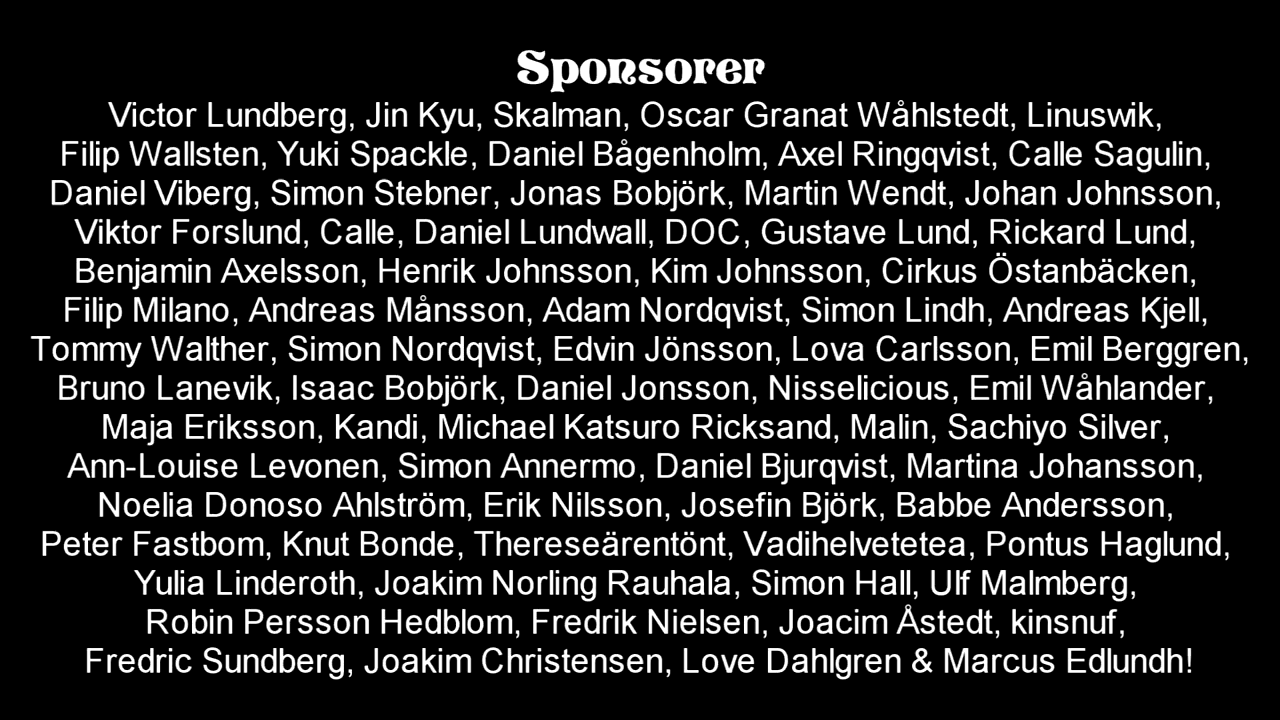 Sponsorer
Victor Lundberg, Jin Kyu, Skalman, Oscar Granat Wåhlstedt, Linuswik,
Filip Wallsten, Yuki Spackle, Daniel Bågenholm, Axel Ringqvist, Calle Sagulin,
Daniel Viberg, Simon Stebner, Jonas Bobjörk, Martin Wendt, Johan Johnsson,
Viktor Forslund, Calle, Daniel Lundwall, DOC, Gustave Lund, Rickard Lund,
Benjamin Axelsson, Henrik Johnsson, Kim Johnsson, Cirkus Östanbäcken,
Filip Milano, Andreas Månsson, Adam Nordqvist, Simon Lindh, Andreas Kjell,
Tommy Walther, Simon Nordqvist, Edvin Jönsson, Lova Carlsson, Emil Berggren,
Bruno Lanevik, Isaac Bobjörk, Daniel Jonsson, Nisselicious, Emil Wåhlander,
Maja Eriksson, Kandi, Michael Katsuro Ricksand, Malin, Sachiyo Silver,
Ann-Louise Levonen, Simon Annermo, Daniel Bjurqvist, Martina Johansson,
Noelia Donoso Ahlström, Erik Nilsson, Josefin Björk, Babbe Andersson,
Peter Fastbom, Knut Bonde, Thereseärentönt, Vadihelvetetea, Pontus Haglund,
Yulia Linderoth, Joakim Norling Rauhala, Simon Hall, Ulf Malmberg,
Robin Persson Hedblom, Fredrik Nielsen, Joacim Åstedt, kinsnuf,
Fredric Sundberg, Joakim Christensen, Love Dahlgren & Marcus Edlundh!